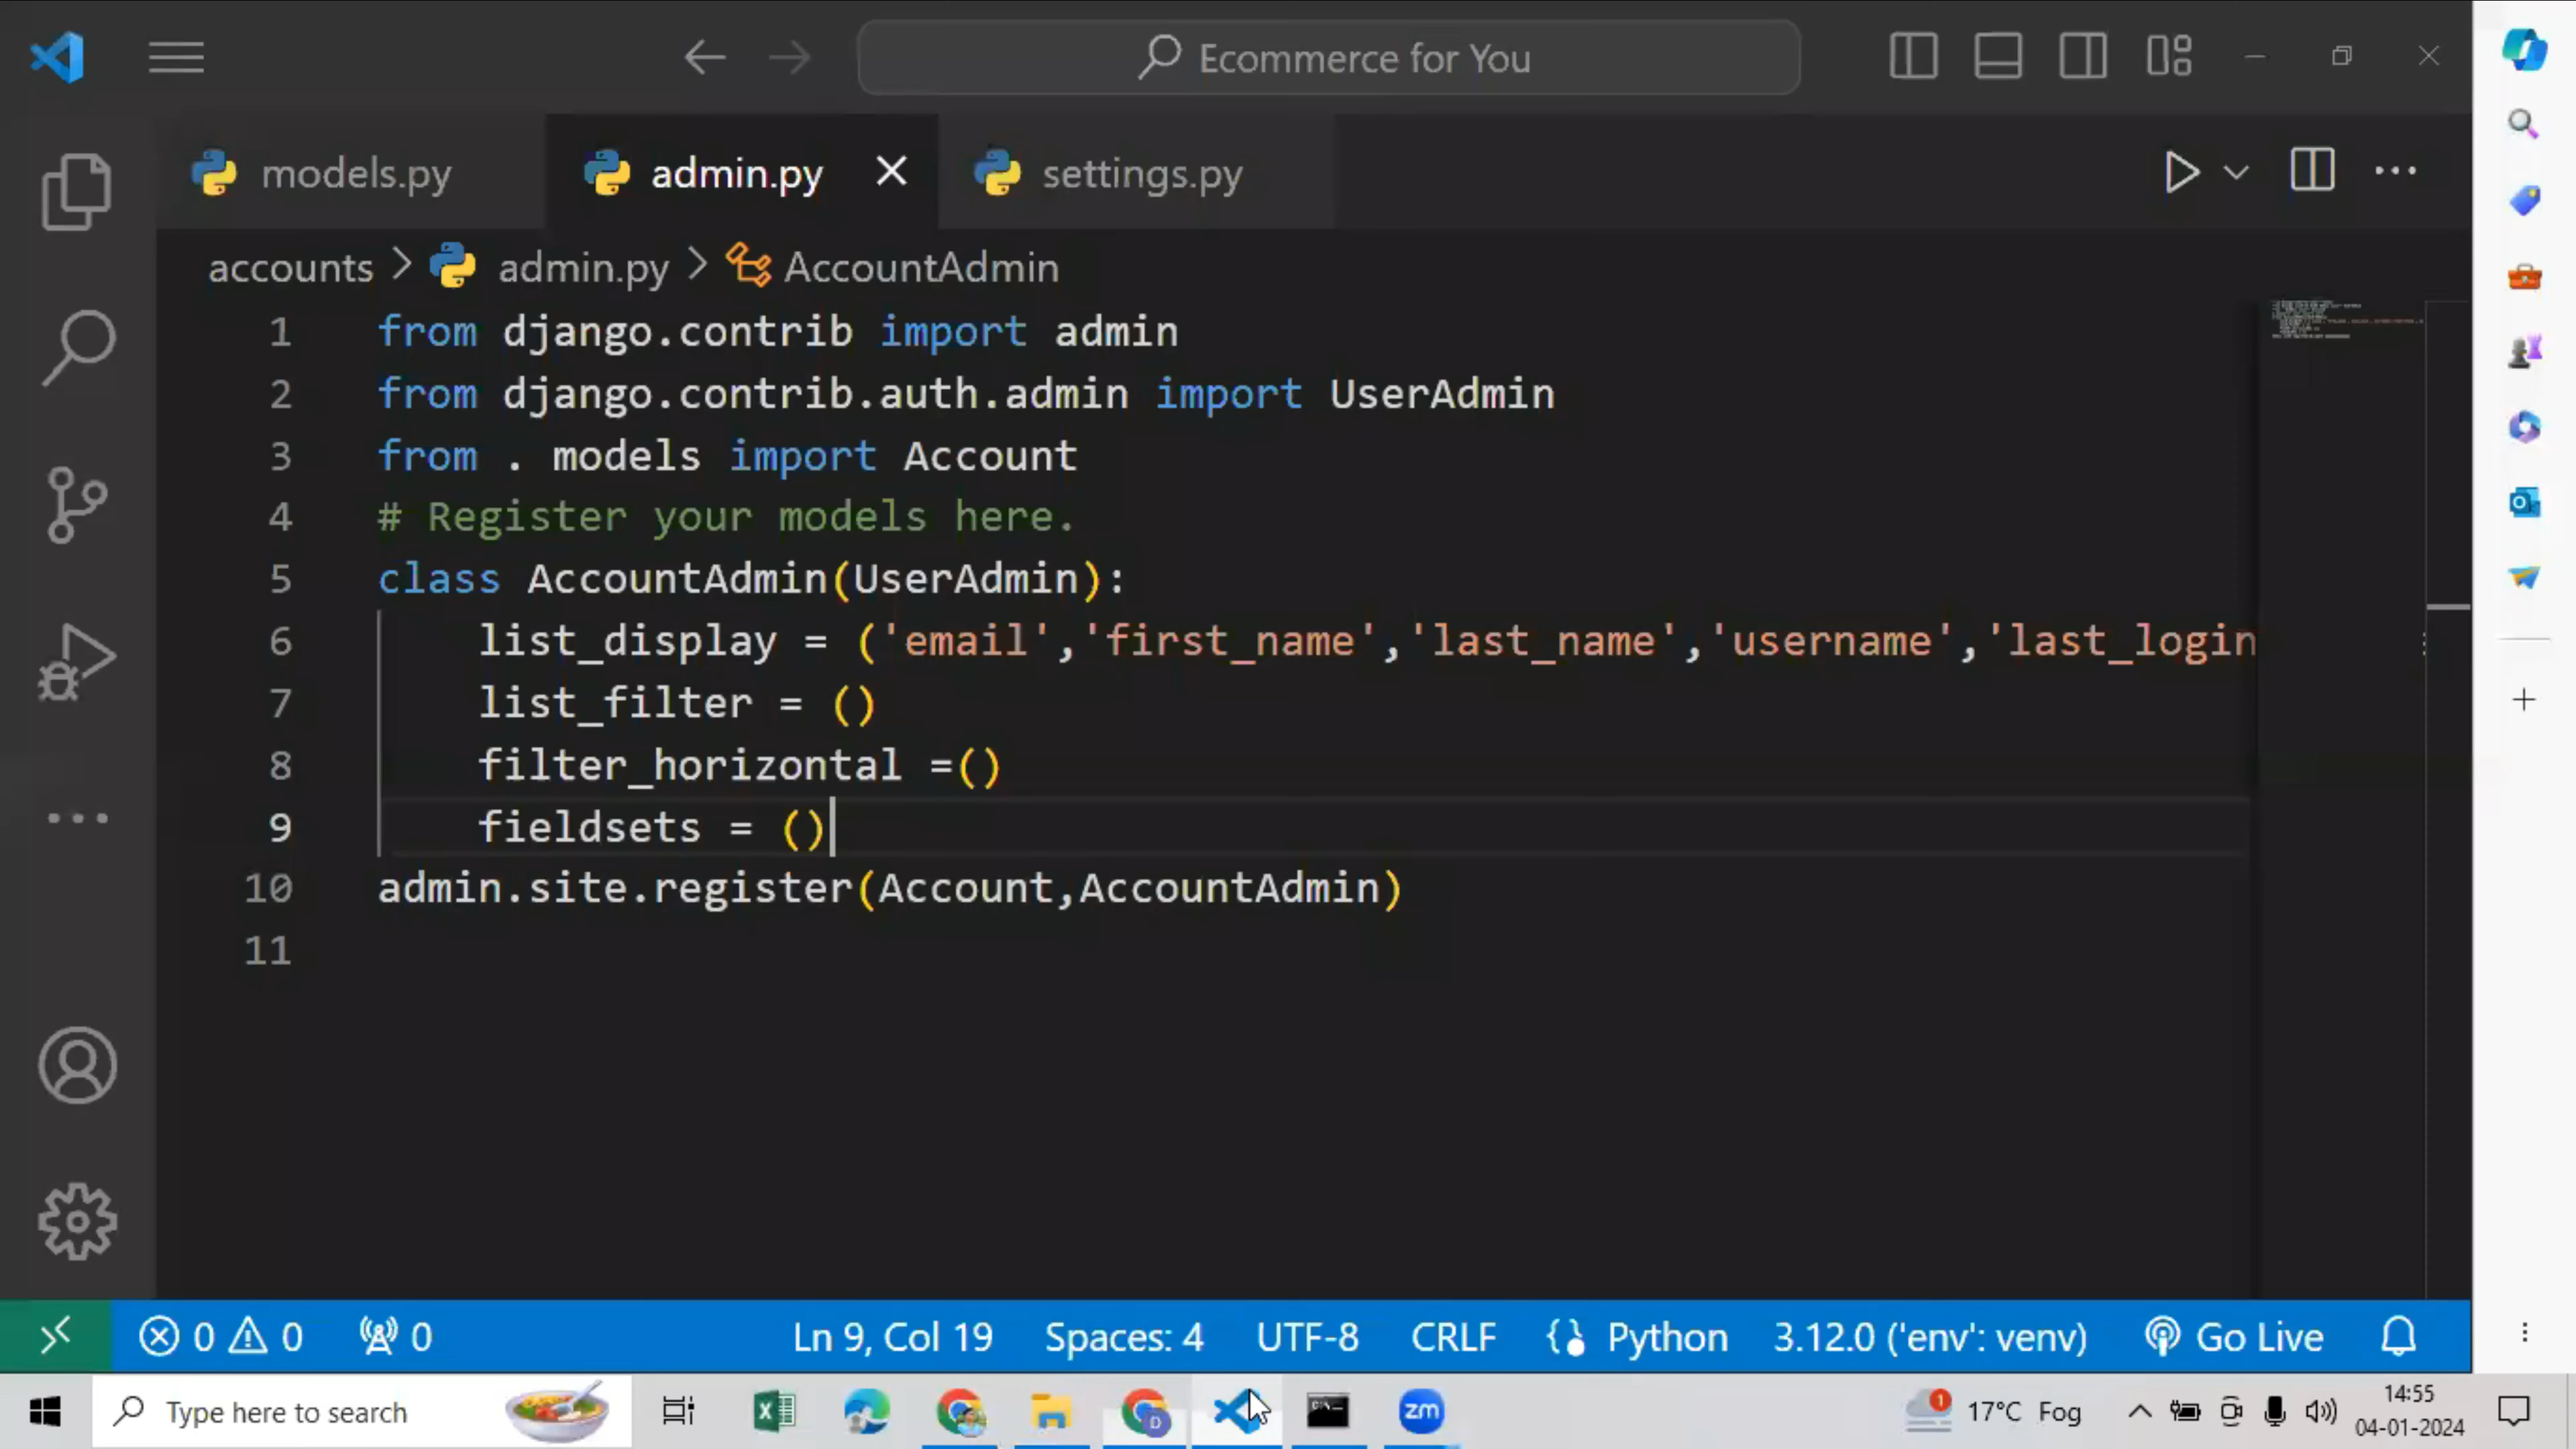 Ecommerce for You
models.py admin.py settings.py
accounts > admin.py > AccountAdmin
1 from django.contrib import admin
2 from django.contrib.auth.admin import UserAdmin
3 from . models import Account
4 # Register your models here.
5 class AccountAdmin(UserAdmin):
6 list_display = ('email','first_name','last_name','username','last_login
7 list_filter = ()
8 filter_horizontal =()
9 fieldsets = ()
10 admin.site.register(Account,AccountAdmin)
11
0 0 0 Ln 9, Col 19 Spaces: 4 UTF-8 CRLF Python 3.12.0 ('env': venv) Go Live
Type here to search D zm 1 17°C Fog 14:55
04-01-2024